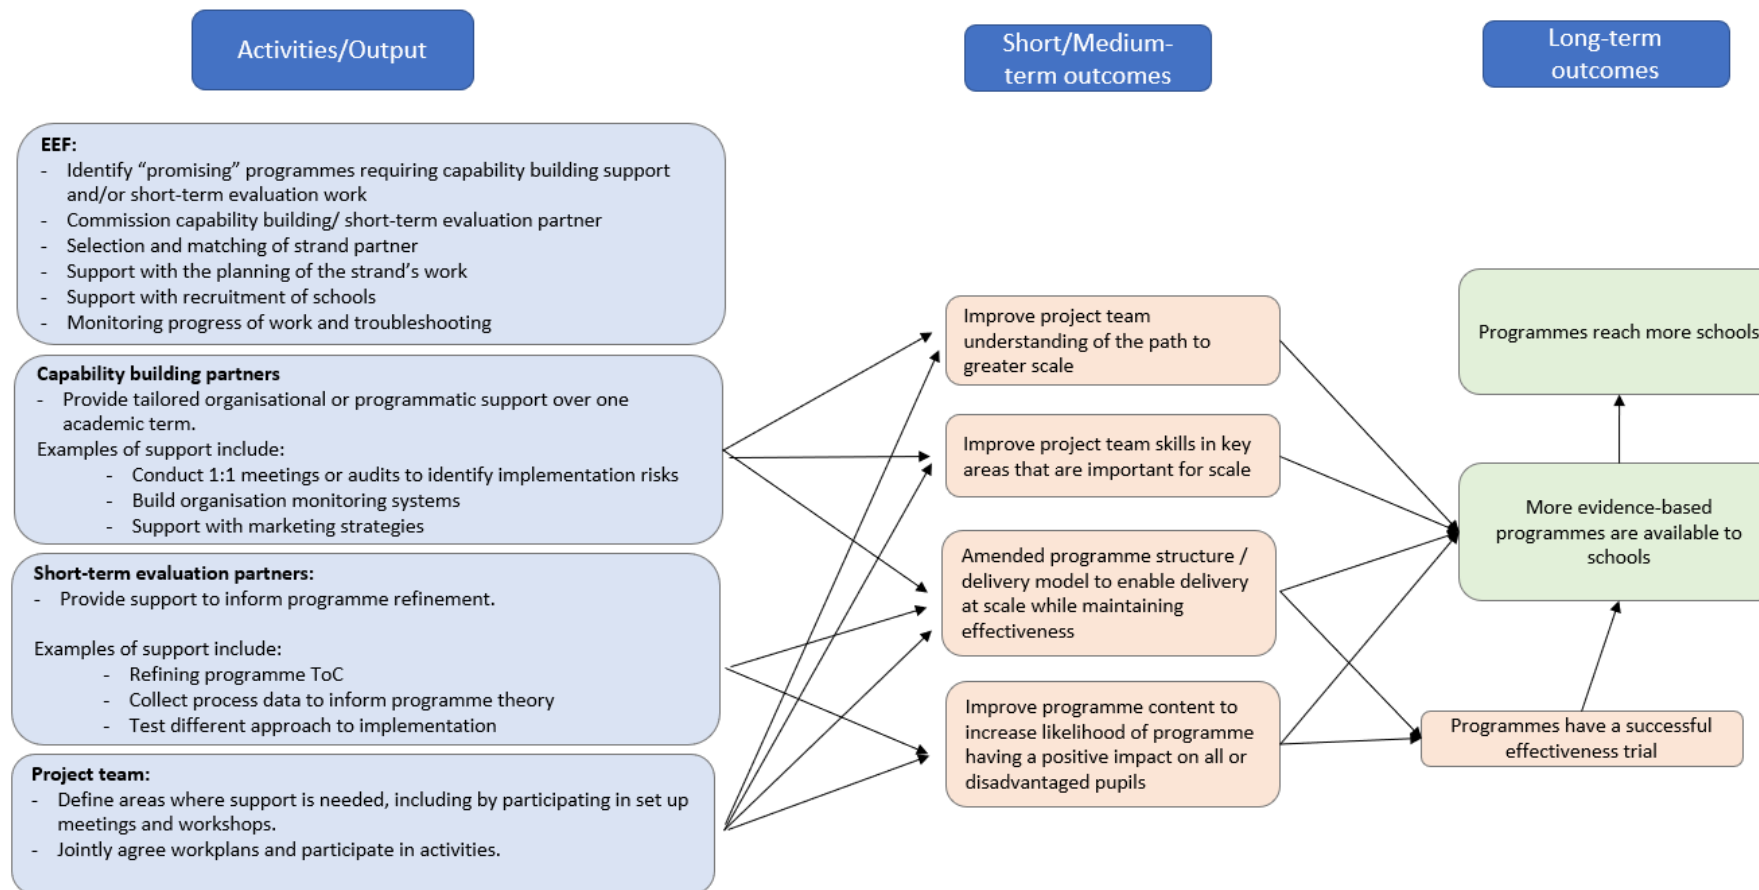 Activities/Output
Short/Medium-
term outcomes
Long-term
outcomes
EEF:
- Identify “promising” programmes requiring capability building support
and/or short-term evaluation work
- Commission capability building/ short-term evaluation partner
- Selection and matching of strand partner
- Support with the planning of the strand’s work
- Support with recruitment of schools
- Monitoring progress of work and troubleshooting
Capability building partners
- Provide tailored organisational or programmatic support over one
academic term.
Examples of support include:
- Conduct 1:1 meetings or audits to identify implementation risks
- Build organisation monitoring systems
- Support with marketing strategies
Short-term evaluation partners:
- Provide support to inform programme refinement.
Examples of support include:
- Refining programme ToC
- Collect process data to inform programme theory
- Test different approach to implementation
Project team:
- Define areas where support is needed, including by participating in set up
meetings and workshops.
- Jointly agree workplans and participate in activities.
Improve project team
understanding of the path to
greater scale
Improve project team skills in key
areas that are important for scale
Amended programme structure /
delivery model to enable delivery
at scale while maintaining
effectiveness
Improve programme content to
increase likelihood of programme
having a positive impact on all or
disadvantaged pupils
Programmes reach more schools
More evidence-based
programmes are available to
schools
Programmes have a successful
effectiveness trial